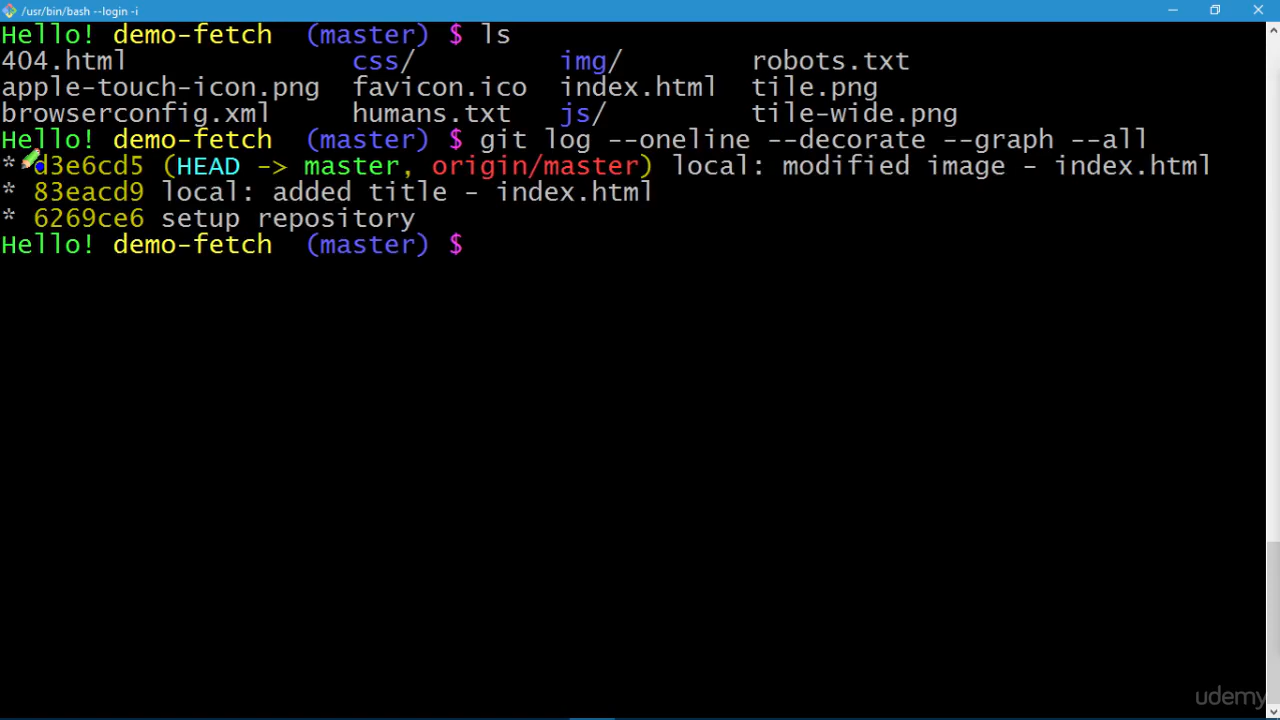 /usr/bin/bash --login -i
Hello! demo-fetch (master) $ ls
404.html css/ img/ robots.txt
apple-touch-icon.png favicon.ico index.html tile.png
browserconfig.xml humans.txt js/ tile-wide.png
Hello! demo-fetch (master) $ git log --oneline --decorate --graph --all
* d3e6cd5 (HEAD -> master, origin/master) local: modified image - index.html
* 83eacd9 local: added title - index.html
* 6269ce6 setup repository
Hello! demo-fetch (master) $
udemy